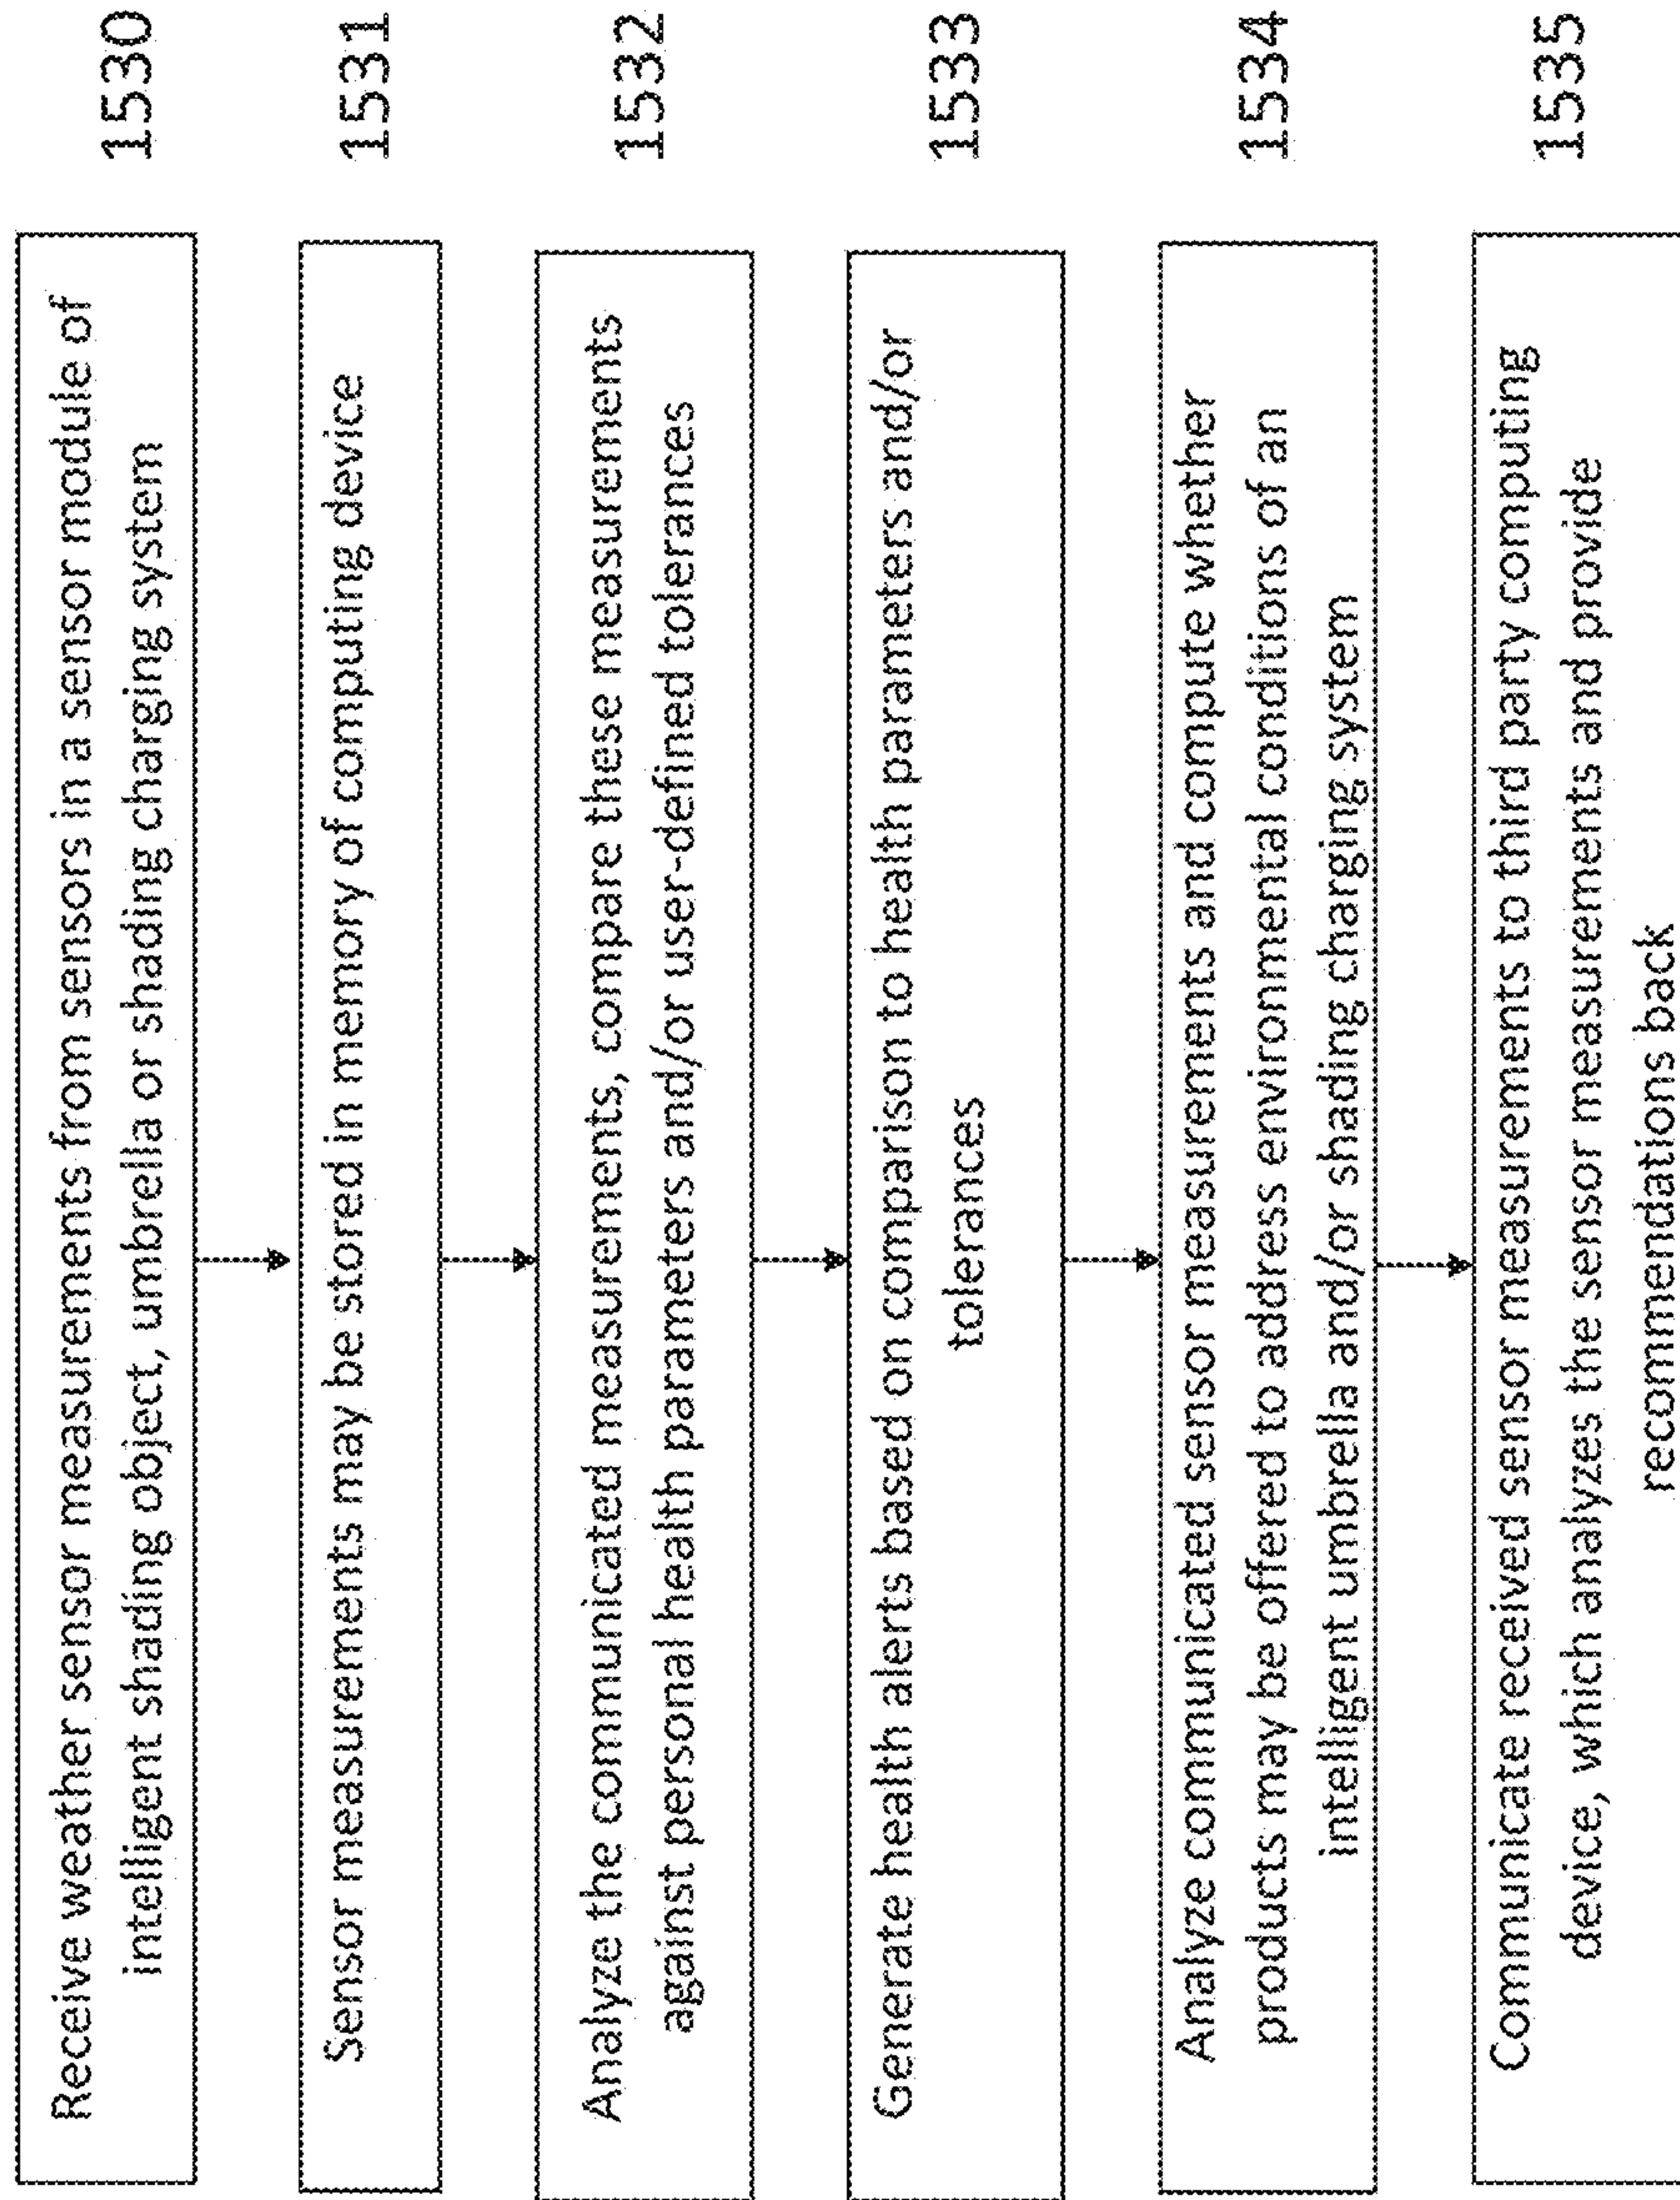 Receive weather sensor measurements from sensors in a sensor module of
intelligent shading object, umbrella or shading charging system
1530
Sensor measurements may be stored in memory of computing device
1531
Analyze the communicated measurements, compare these measurements
against personal health parameters and/or user-defined tolerances
1532
Generate health alerts based on comparison to health parameters and/or
tolerances
1533
Analyze communicated sensor measurements and compute whether
products may be offered to address environmental conditions of an
intelligent umbrella and/or shading charging system
1534
Communicate received sensor measurements to third party computing
device, which analyzes the sensor measurements and provide
recommendations back
1535